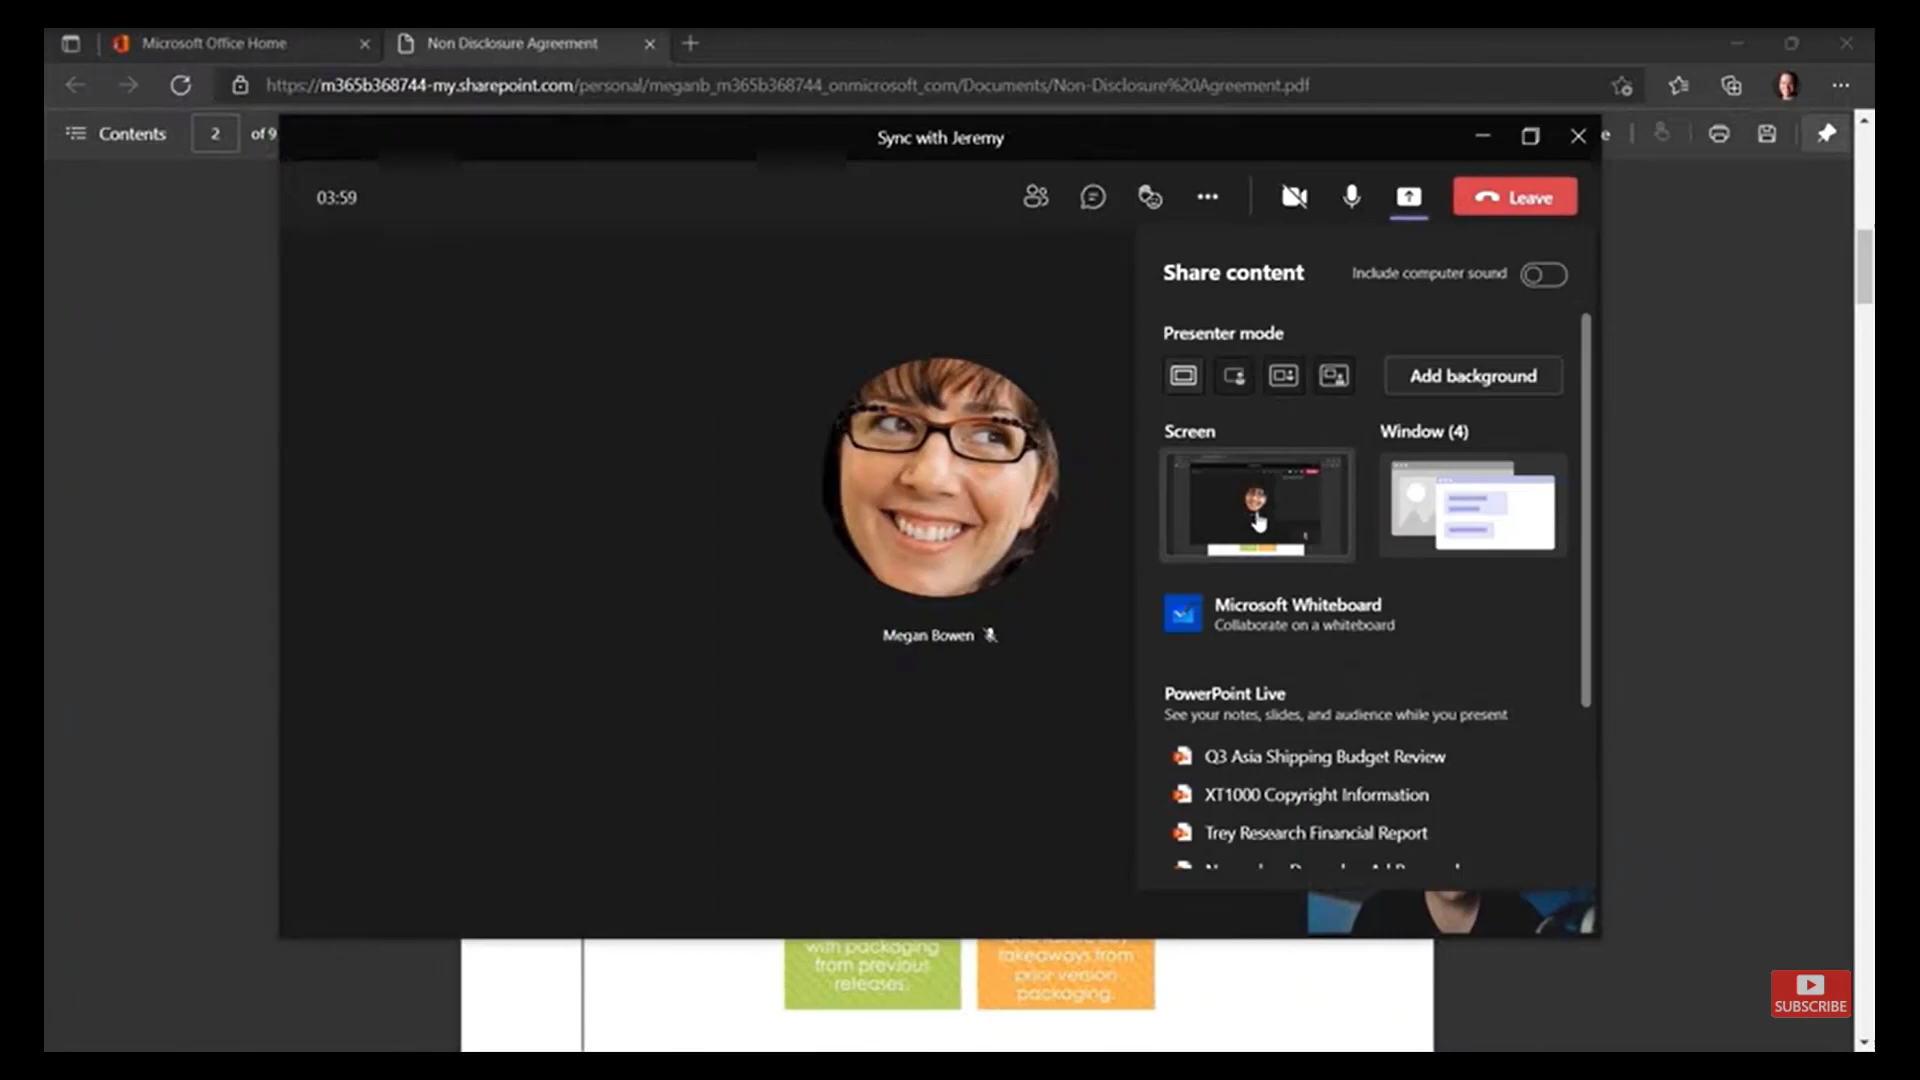 Microsoft Office Home
Non Disclosure Agreement
https://m365b368744-my.sharepoint.com/personal/meganb_m365b368744_onmicrosoft_com/Documents/Non-Disclosure%20Agreement.pdf
Contents 2 of 9
Sync with Jeremy
03:59
Leave
Share content
Include computer sound
Presenter mode
Add background
Screen
Window (4)
Microsoft Whiteboard
Collaborate on a whiteboard
Megan Bowen
PowerPoint Live
See your notes, slides, and audience while you present
Q3 Asia Shipping Budget Review
XT1000 Copyright Information
Trey Research Financial Report
with packaging
from previous
releases.
takeaways from
prior version
packaging.
SUBSCRIBE